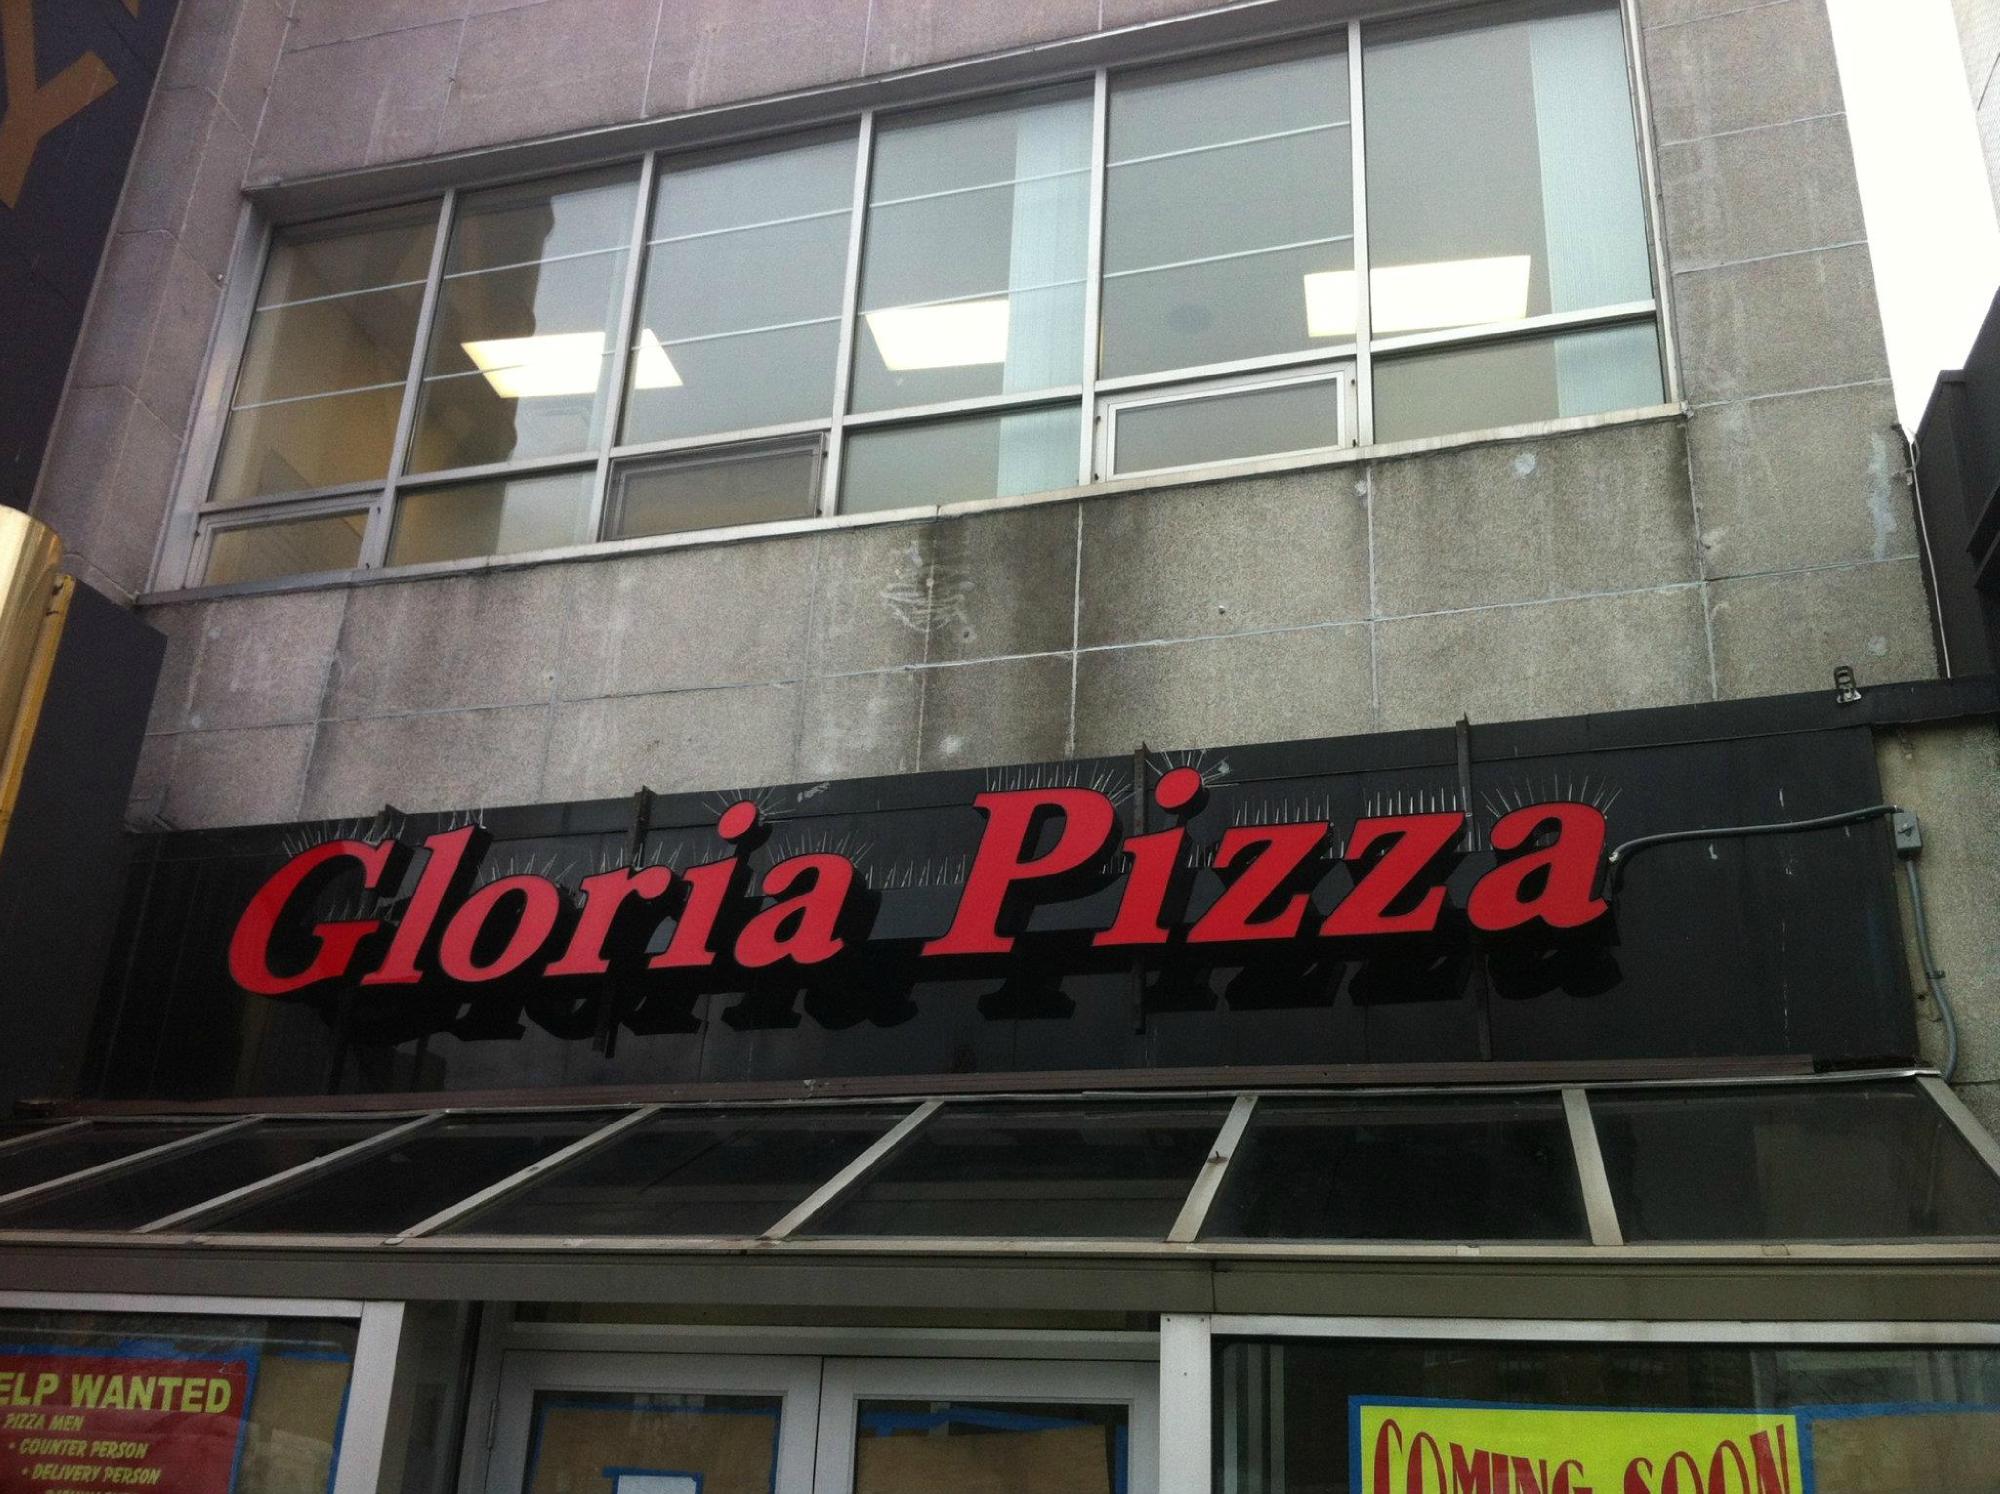 Y
Gloria Pizza
ELP WANTED
PIZZA MEN
• COUNTER PERSON
• DELIVERY PERSON
COMING SOON